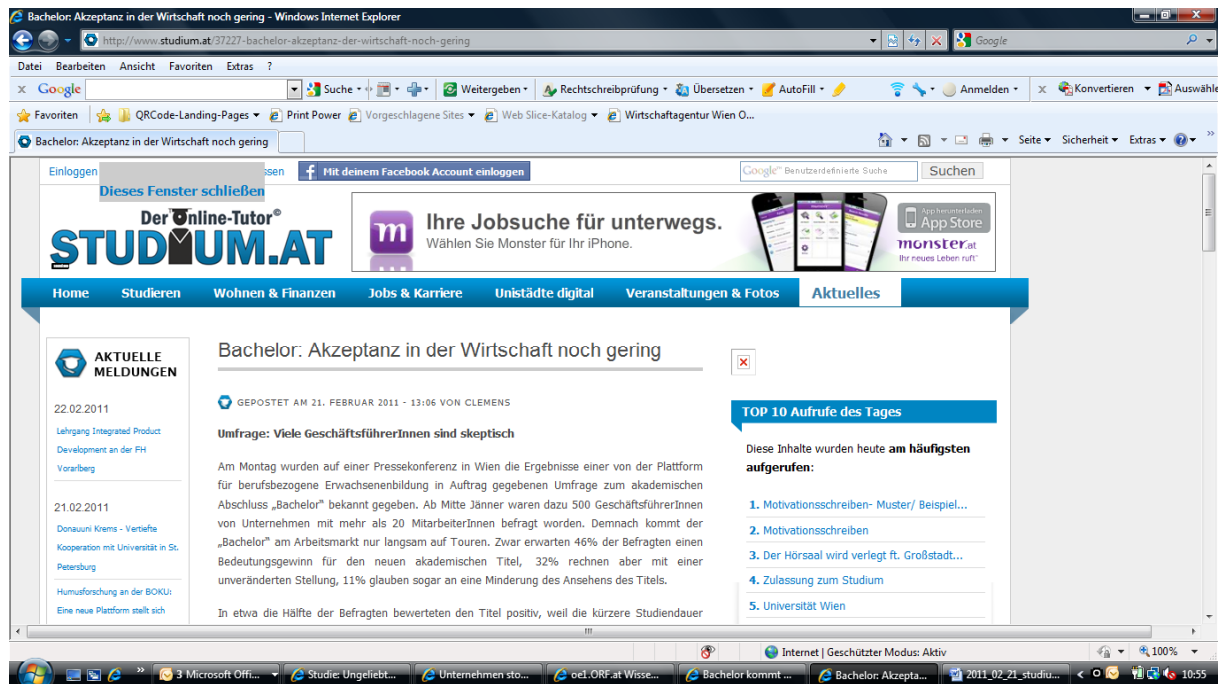 Bachelor: Akzeptanz in der Wirtschaft noch gering - Windows Internet Explorer
http://www.studium.at/37227-bachelor-akzeptanz-der-wirtschaft-noch-gering
Google
Datei Bearbeiten Ansicht Favoriten Extras ?
x Google Suche Weitergeben Rechtschreibprüfung Übersetzen AutoFill Anmelden x Konvertieren Auswähle
Favoriten QRCode-Landing-Pages Print Power Vorgeschlagene Sites Web Slice-Katalog Wirtschaftagentur Wien O...
Bachelor: Akzeptanz in der Wirtschaft noch gering Seite Sicherheit Extras
Einloggen ssen Mit deinem Facebook Account einloggen Google™ Benutzerdefinierte Suche Suchen
Dieses Fenster schließen
Der Online-Tutor®
STUDIUM.AT
m Ihre Jobsuche für unterwegs.
Wählen Sie Monster für Ihr iPhone.
App herunterladen
App Store
monster.at
Ihr neues Leben ruft
Home Studieren Wohnen & Finanzen Jobs & Karriere Unistädte digital Veranstaltungen & Fotos Aktuelles
AKTUELLE
MELDUNGEN
22.02.2011
Lehrgang Integrated Product
Development an der FH
Vorarlberg
21.02.2011
Donauuni Krems - Vertiefte
Kooperation mit Universität in St.
Petersburg
Humusforschung an der BOKU:
Eine neue Plattform stellt sich
Bachelor: Akzeptanz in der Wirtschaft noch gering
GEPOSTET AM 21. FEBRUAR 2011 - 13:06 VON CLEMENS
Umfrage: Viele GeschäftsführerInnen sind skeptisch
Am Montag wurden auf einer Pressekonferenz in Wien die Ergebnisse einer von der Plattform
für berufsbezogene Erwachsenenbildung in Auftrag gegebenen Umfrage zum akademischen
Abschluss „Bachelor" bekannt gegeben. Ab Mitte Jänner waren dazu 500 GeschäftsführerInnen
von Unternehmen mit mehr als 20 MitarbeiterInnen befragt worden. Demnach kommt der
„Bachelor" am Arbeitsmarkt nur langsam auf Touren. Zwar erwarten 46% der Befragten einen
Bedeutungsgewinn für den neuen akademischen Titel, 32% rechnen aber mit einer
unveränderten Stellung, 11% glauben sogar an eine Minderung des Ansehens des Titels.
In etwa die Hälfte der Befragten bewerteten den Titel positiv, weil die kürzere Studiendauer
TOP 10 Aufrufe des Tages
Diese Inhalte wurden heute am häufigsten
aufgerufen:
1. Motivationsschreiben- Muster/ Beispiel...
2. Motivationsschreiben
3. Der Hörsaal wird verlegt ft. Großstadt...
4. Zulassung zum Studium
5. Universität Wien
Internet | Geschützter Modus: Aktiv 100%
3 Microsoft Offi... Studie: Ungeliebt... Unternehmen sto... oe1.ORF.at Wisse... Bachelor kommt ... Bachelor: Akzepta... 2011_02_21_studiu... 10:55